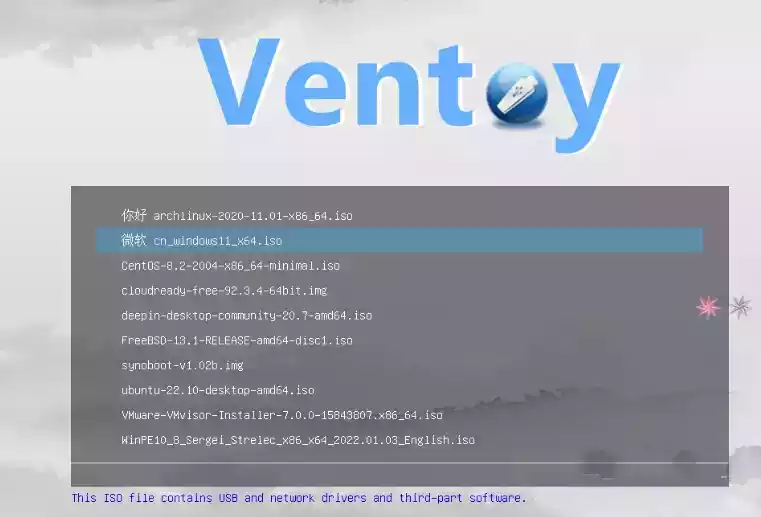 Ventoy
你好 archlinux-2020-11.01-x86_64.iso
微软 cn_windows11_x64.iso
CentOS-8.2-2004-x86_64-minimal.iso
cloudready-free-92.3.4-64bit.img
deepin-desktop-community-20.7-amd64.iso
FreeBSD-13.1-RELEASE-amd64-disc1.iso
synoboot-v1.02b.img
ubuntu-22.10-desktop-amd64.iso
VMware-VMvisor-Installer-7.0.0-15843807.x86_64.iso
WinPE10_8_Sergei_Strelec_x86_x64_2022.01.03_English.iso
This ISO file contains USB and network drivers and third-part software.